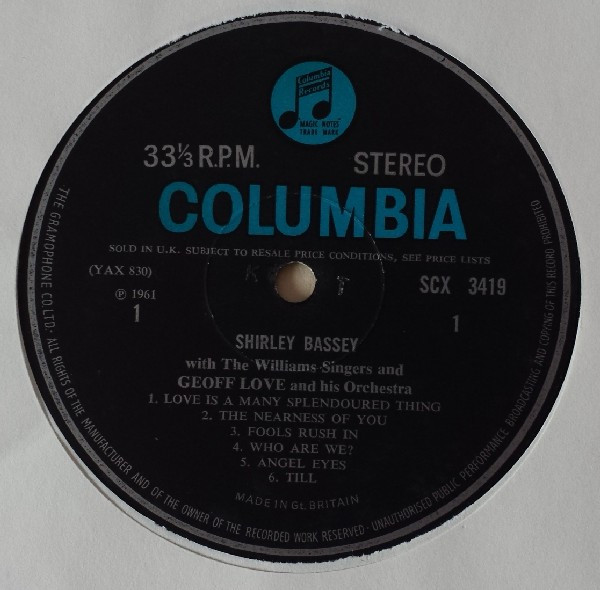 Columbia
Records
MAGIC NOTES
TRADE MARK
33⅓ R.P.M.
STEREO
COLUMBIA
SOLD IN U.K. SUBJECT TO RESALE PRICE CONDITIONS, SEE PRICE LISTS
K T
(YAX 830)
SCX 3419
℗ 1961
1
1
SHIRLEY BASSEY
with The Williams Singers and
GEOFF LOVE and his Orchestra
1. LOVE IS A MANY SPLENDOURED THING
2. THE NEARNESS OF YOU
3. FOOLS RUSH IN
4. WHO ARE WE?
5. ANGEL EYES
6. TILL
MADE IN GT. BRITAIN
THE GRAMOPHONE CO LTD· ALL RIGHTS OF THE MANUFACTURER AND OF THE OWNER OF THE RECORDED WORK RESERVED · UNAUTHORISED PUBLIC PERFORMANCE BROADCASTING AND COPYING OF THIS RECORD PROHIBITED